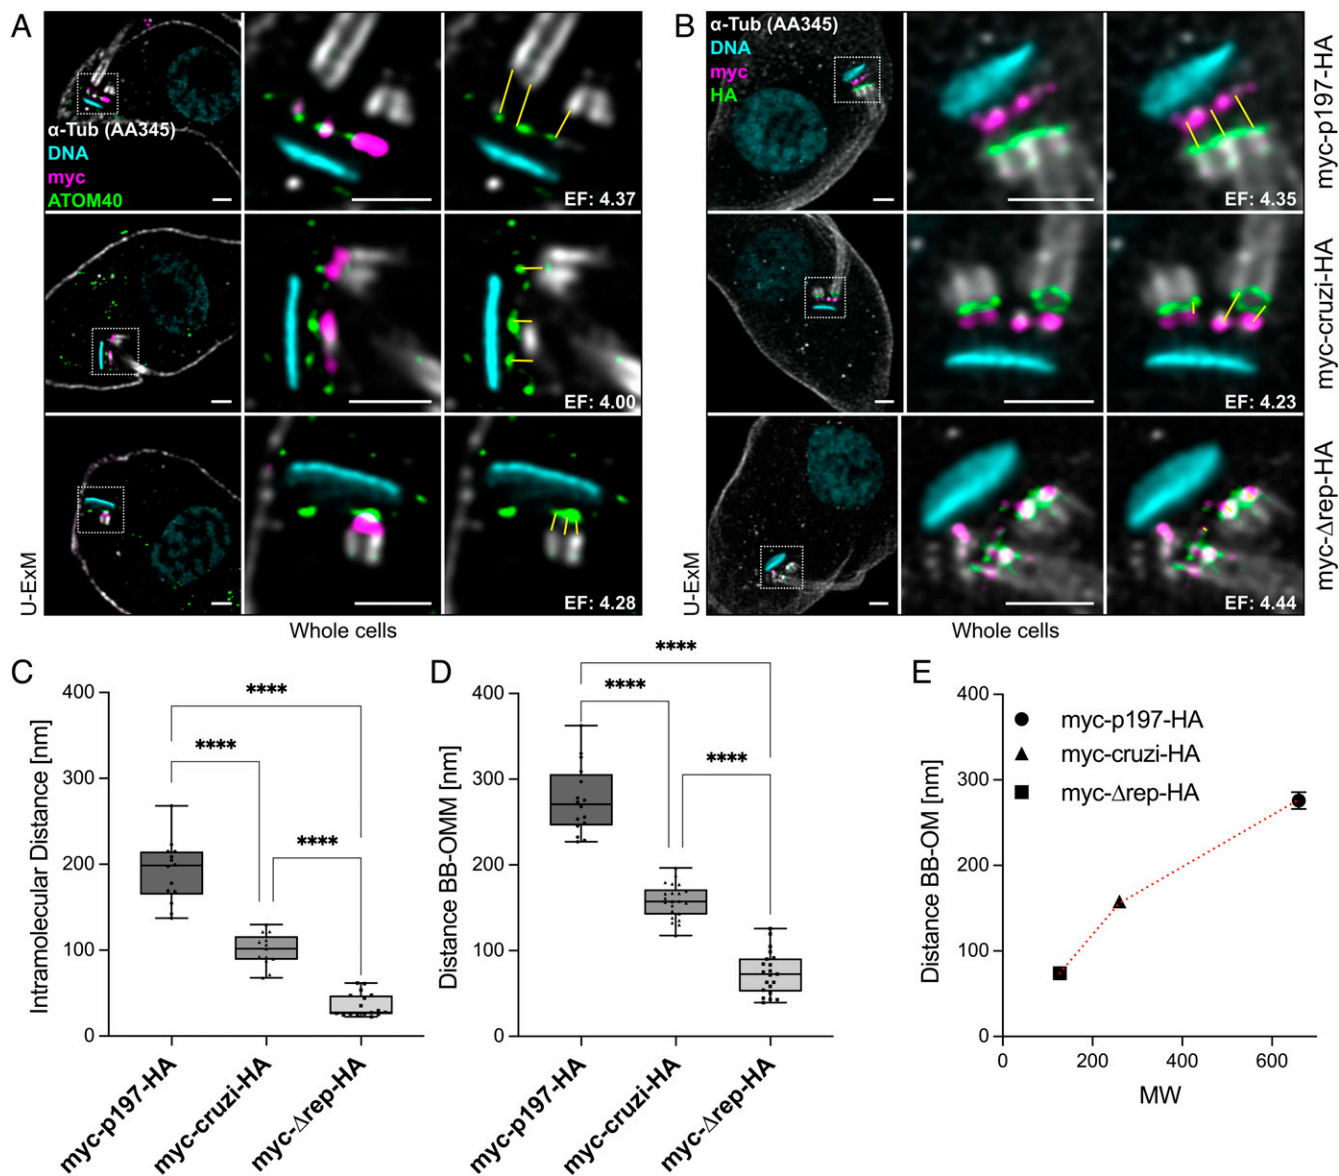 A
α-Tub (AA345)
DNA
myc
ATOM40
EF: 4.37
EF: 4.00
U-ExM
EF: 4.28
Whole cells
B
α-Tub (AA345)
DNA
myc
HA
EF: 4.35
myc-p197-HA
EF: 4.23
myc-cruzi-HA
U-ExM
EF: 4.44
myc-Δrep-HA
Whole cells
C
Intramolecular Distance [nm]
400
300
200
100
0
****
****
****
myc-p197-HA
myc-cruzi-HA
myc-Δrep-HA
D
Distance BB-OMM [nm]
400
300
200
100
0
****
****
****
myc-p197-HA
myc-cruzi-HA
myc-Δrep-HA
E
Distance BB-OM [nm]
400
300
200
100
0
myc-p197-HA
myc-cruzi-HA
myc-Δrep-HA
0 200 400 600
MW